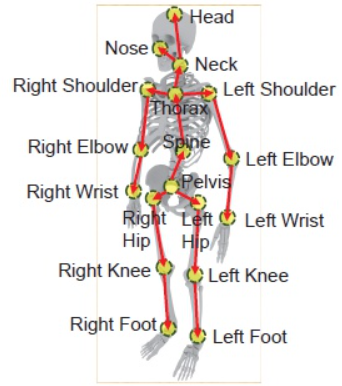 Head
Nose
Neck
Right Shoulder
Left Shoulder
Thorax
Spine
Right Elbow
Left Elbow
Pelvis
Right Wrist
Right
Hip
Left
Hip
Left Wrist
Right Knee
Left Knee
Right Foot
Left Foot